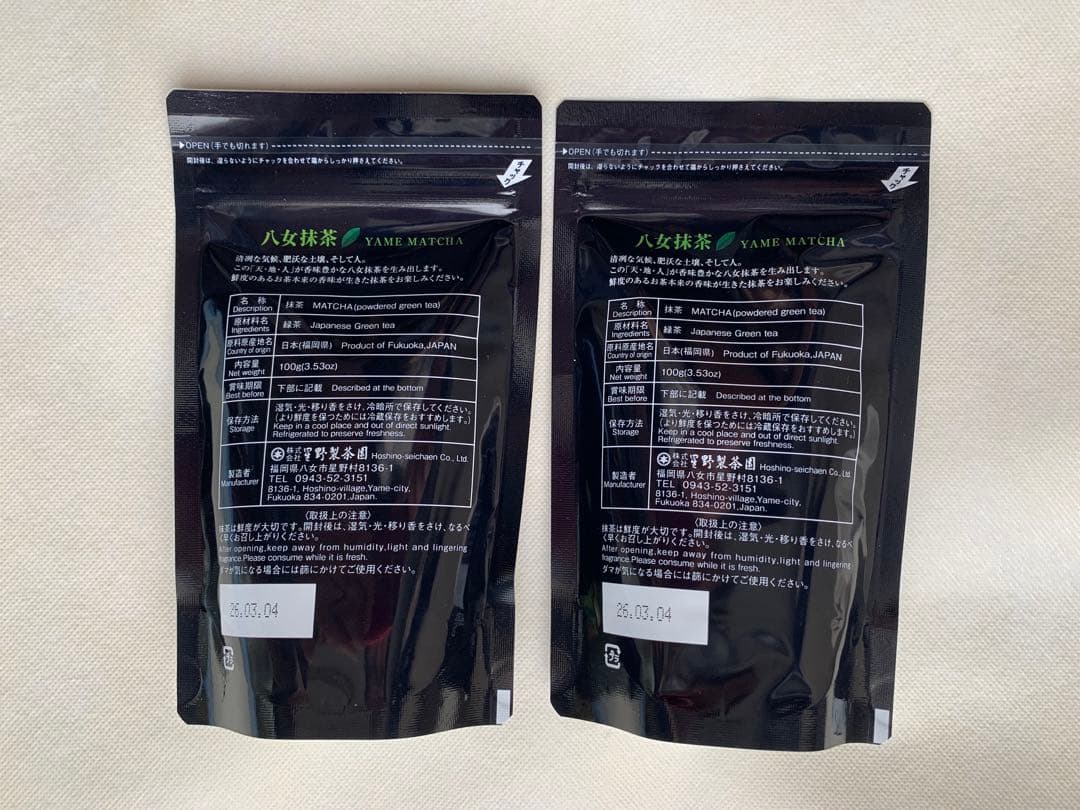 ▶OPEN(手でも切れます)
開封後は、湿らないようにチャックを合わせて端からしっかり押さえてください。
チャック
八女抹茶 YAME MATCHA
清冽な気候、肥沃な土壌、そして人。
この「天・地・人」が香味豊かな八女抹茶を生み出します。
鮮度のあるお茶本来の香味が生きた抹茶をお楽しみください。
名 称 Description 抹茶 MATCHA(powdered green tea)
原材料名 Ingredients 緑茶 Japanese Green tea
原料原産地名 Country of origin 日本(福岡県) Product of Fukuoka,JAPAN
内容量 Net weight 100g(3.53oz)
賞味期限 Best before 下部に記載 Described at the bottom
保存方法 Storage
湿気・光・移り香をさけ、冷暗所で保存してください。
(より鮮度を保つためには冷蔵保存をおすすめします。)
Keep in a cool place and out of direct sunlight.
Refrigerated to preserve freshness.
製造者 Manufacturer
株式会社 星野製茶園 Hoshino-seichaen Co., Ltd.
福岡県八女市星野村8136-1
TEL 0943-52-3151
8136-1, Hoshino-village,Yame-city,
Fukuoka 834-0201,Japan.
〈取扱上の注意〉
抹茶は鮮度が大切です。開封後は、湿気・光・移り香をさけ、なるべ
く早くお召し上がりください。
After opening,keep away from humidity,light and lingering
fragrance.Please consume while it is fresh.
ダマが気になる場合には篩にかけてご使用ください。
26.03.04
プラ
▶OPEN(手でも切れます)
開封後は、湿らないようにチャックを合わせて端からしっかり押さえてください。
チャック
八女抹茶 YAME MATCHA
清冽な気候、肥沃な土壌、そして人。
この「天・地・人」が香味豊かな八女抹茶を生み出します。
鮮度のあるお茶本来の香味が生きた抹茶をお楽しみください。
名 称 Description 抹茶 MATCHA(powdered green tea)
原材料名 Ingredients 緑茶 Japanese Green tea
原料原産地名 Country of origin 日本(福岡県) Product of Fukuoka,JAPAN
内容量 Net weight 100g(3.53oz)
賞味期限 Best before 下部に記載 Described at the bottom
保存方法 Storage
湿気・光・移り香をさけ、冷暗所で保存してください。
(より鮮度を保つためには冷蔵保存をおすすめします。)
Keep in a cool place and out of direct sunlight.
Refrigerated to preserve freshness.
製造者 Manufacturer
株式会社 星野製茶園 Hoshino-seichaen Co., Ltd.
福岡県八女市星野村8136-1
TEL 0943-52-3151
8136-1, Hoshino-village,Yame-city,
Fukuoka 834-0201,Japan.
〈取扱上の注意〉
抹茶は鮮度が大切です。開封後は、湿気・光・移り香をさけ、なるべ
く早くお召し上がりください。
After opening,keep away from humidity,light and lingering
fragrance.Please consume while it is fresh.
ダマが気になる場合には篩にかけてご使用ください。
26.03.04
プラ